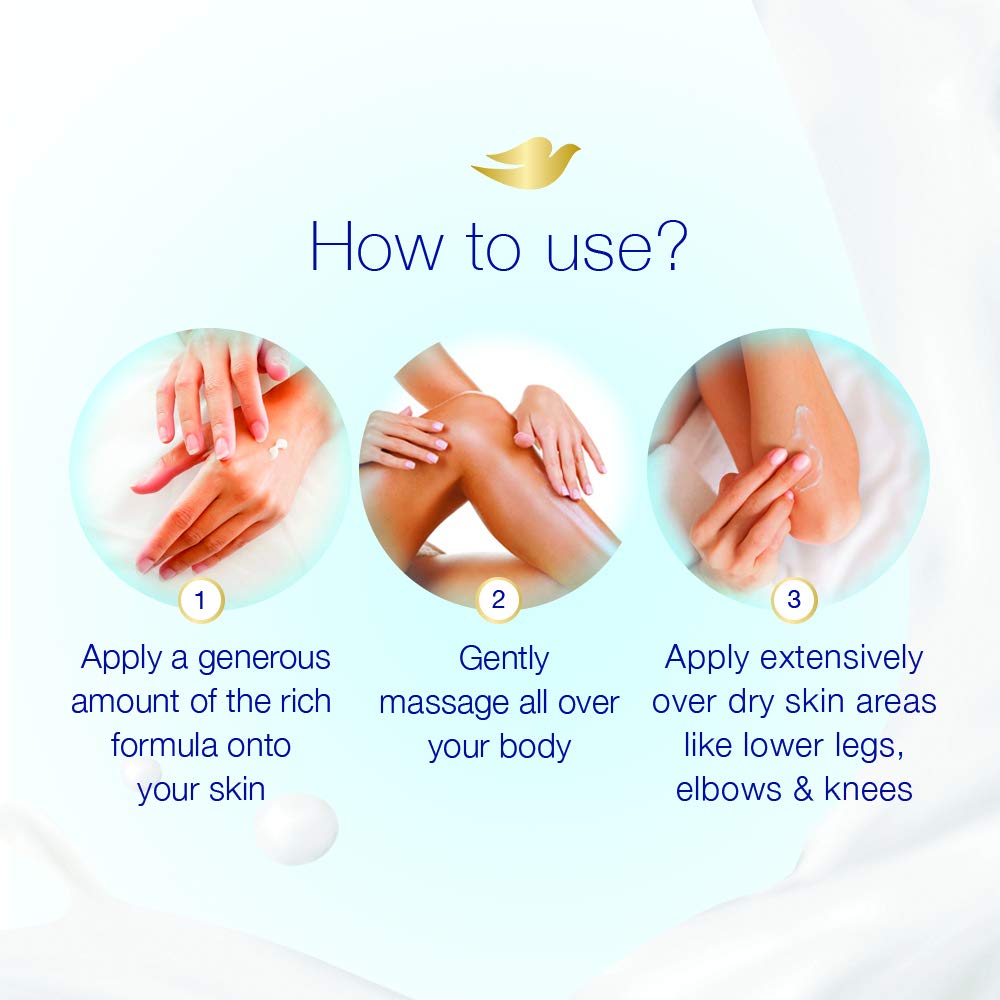 How to use?
1
Apply a generous
amount of the rich
formula onto
your skin
2
Gently
massage all over
your body
3
Apply extensively
over dry skin areas
like lower legs,
elbows & knees